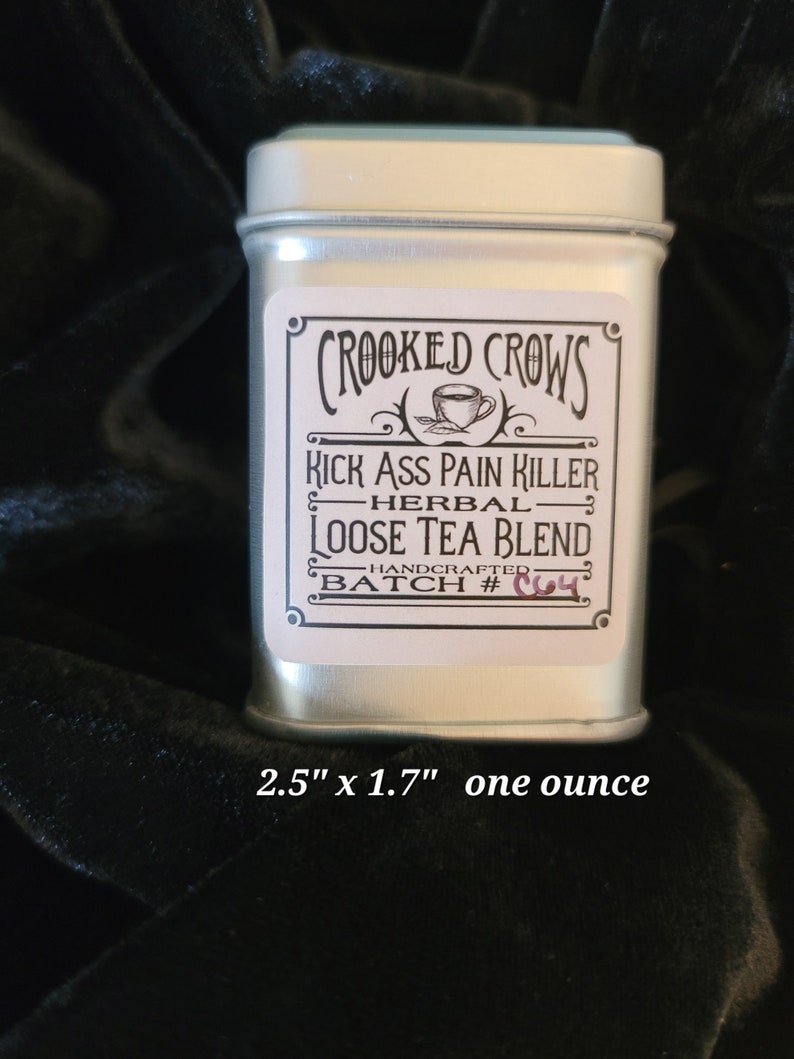 CROOKED CROWS
KICK ASS PAIN KILLER
HERBAL
LOOSE TEA BLEND
HANDCRAFTED
BATCH # C64
2.5" x 1.7" one ounce